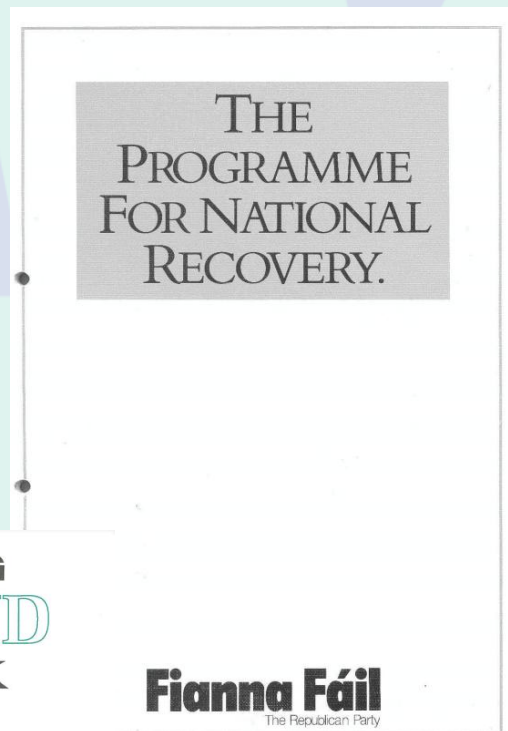 THE
PROGRAMME
FOR NATIONAL
RECOVERY.
Fianna Fáil
The Republican Party